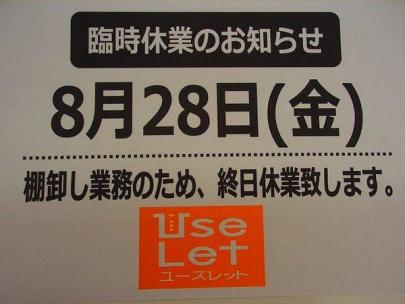 臨時休業のお知らせ
8月28日(金)
棚卸し業務のため、終日休業致します。
Use
Let
ユーズレット